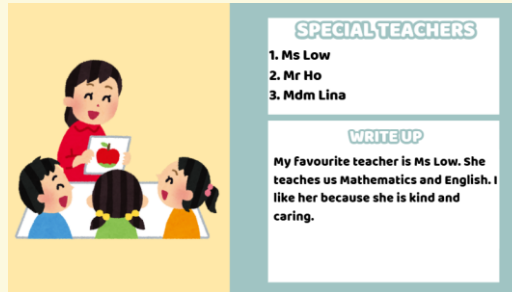 SPECIAL TEACHERS
1. Ms Low
2. Mr Ho
3. Mdm Lina
WRITE UP
My favourite teacher is Ms Low. She
teaches us Mathematics and English. I
like her because she is kind and
caring.